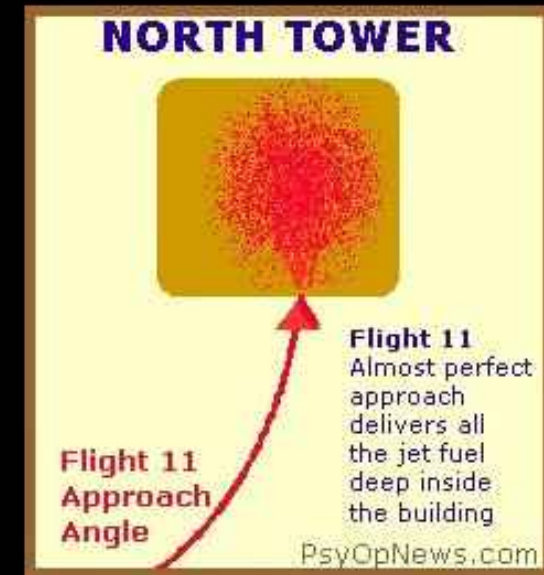 NORTH TOWER
Flight 11
Almost perfect
approach
delivers all
the jet fuel
deep inside
the building
Flight 11
Approach
Angle
PsyOpNews.com